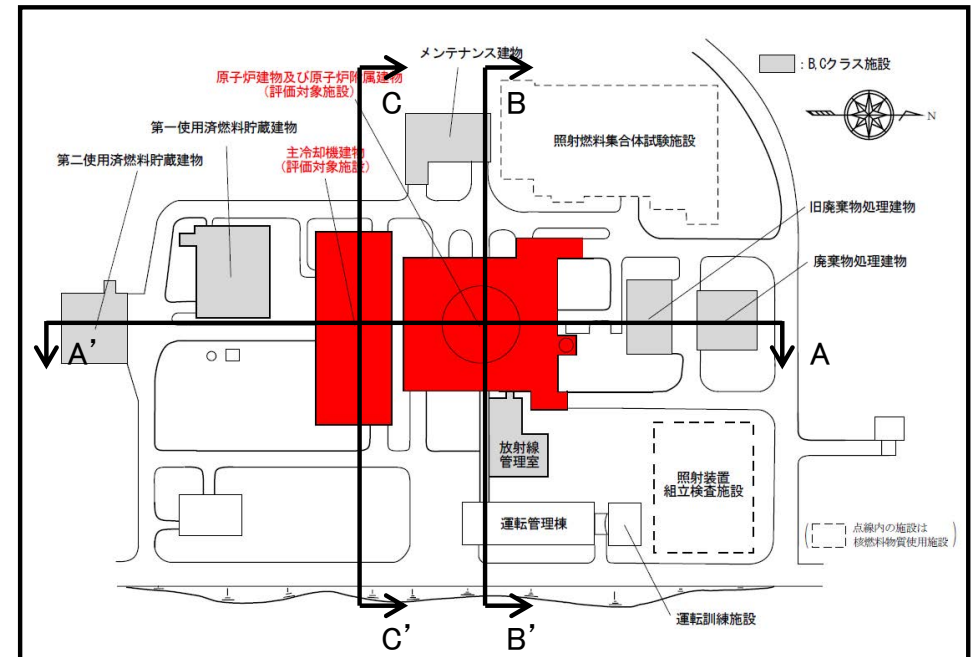 メンテナンス建物
：B,Cクラス施設
原子炉建物及び原子炉附属建物
（評価対象施設）
C
B
N
第一使用済燃料貯蔵建物
第二使用済燃料貯蔵建物
主冷却機建物
（評価対象施設）
照射燃料集合体試験施設
旧廃棄物処理建物
廃棄物処理建物
A’
A
放射線
管理室
照射装置
組立検査施設
運転管理棟
点線内の施設は
核燃料物質使用施設
運転訓練施設
C’
B’